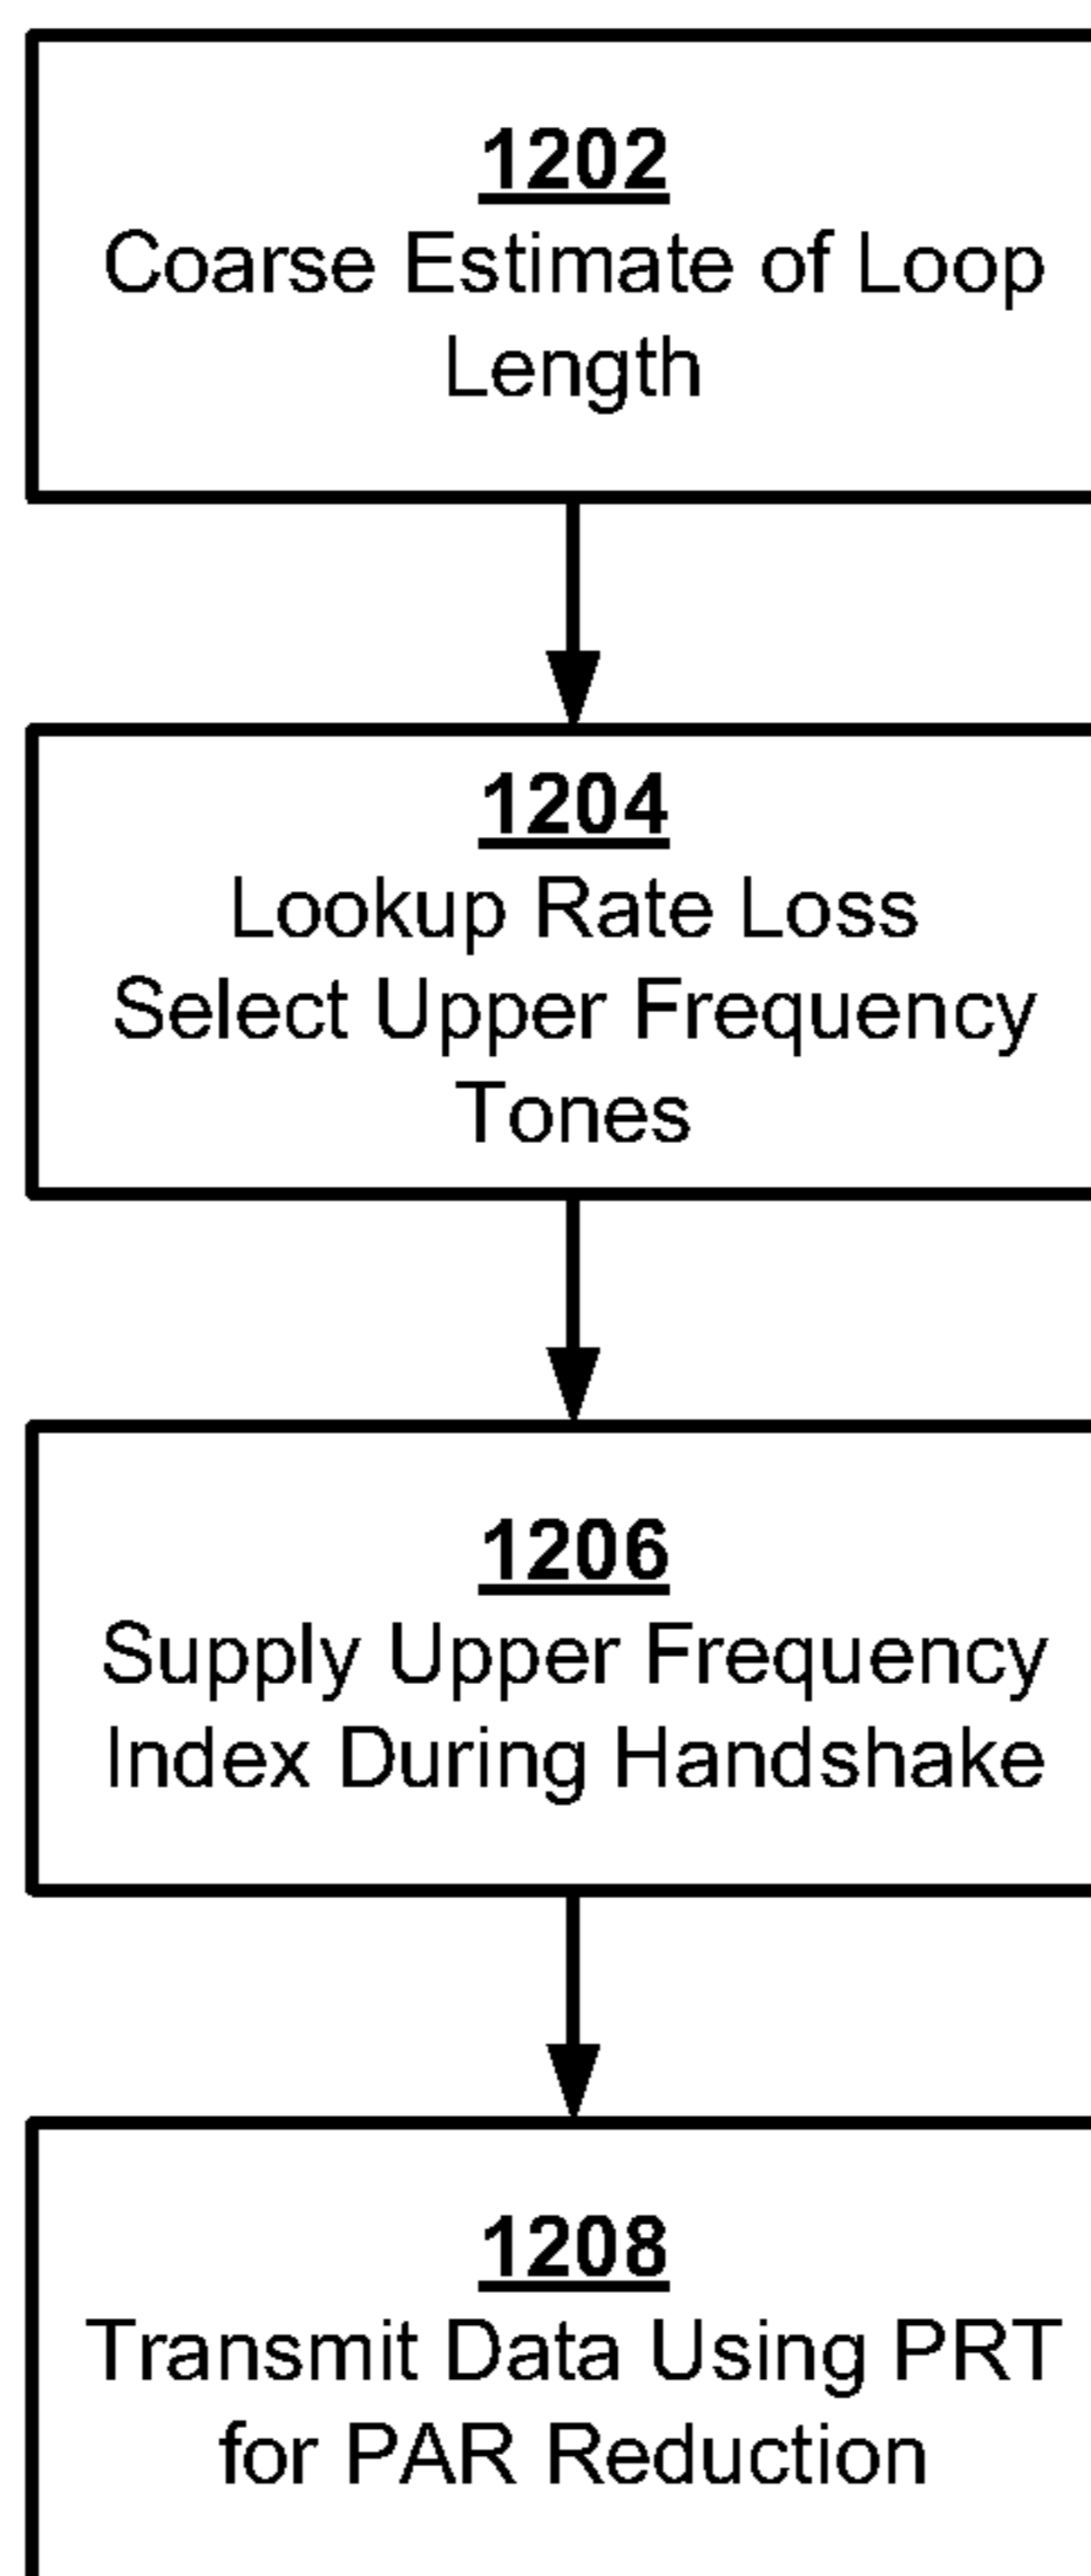 1202
Coarse Estimate of Loop
Length
1204
Lookup Rate Loss
Select Upper Frequency
Tones
1206
Supply Upper Frequency
Index During Handshake
1208
Transmit Data Using PRT
for PAR Reduction